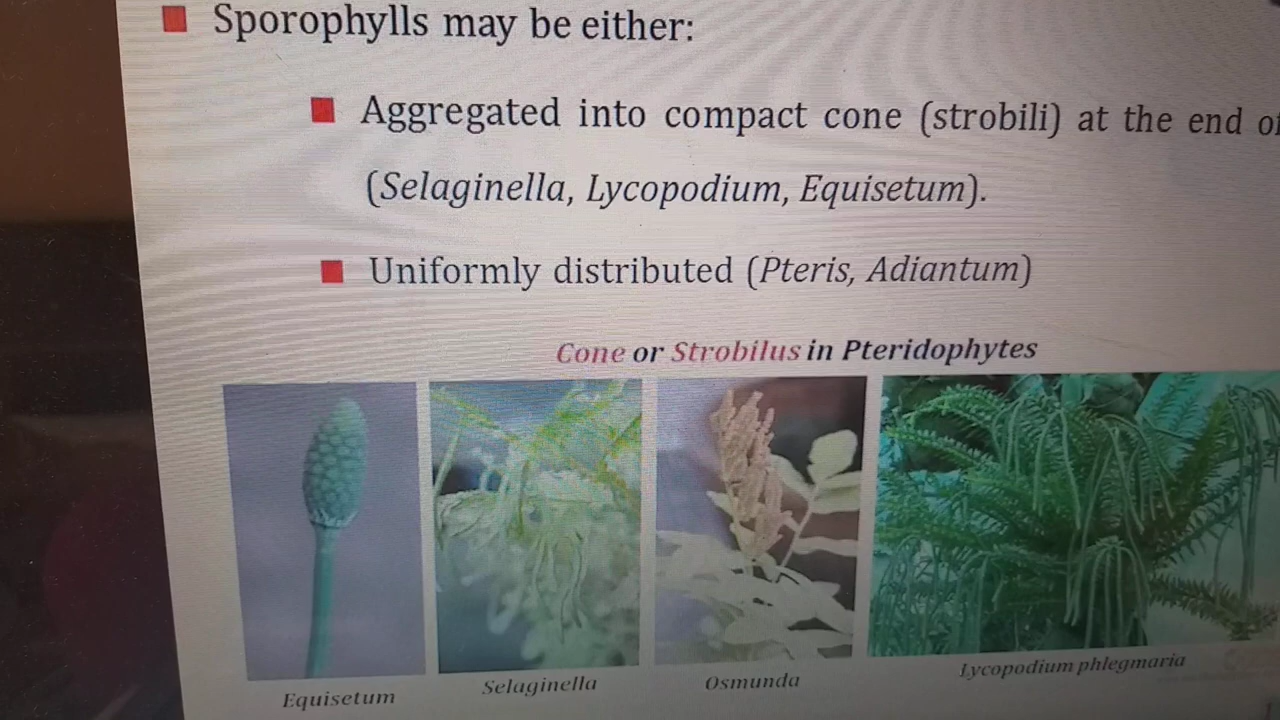 Sporophylls may be either:
Aggregated into compact cone (strobili) at the end of
(Selaginella, Lycopodium, Equisetum).
Uniformly distributed (Pteris, Adiantum)
Cone or Strobilus in Pteridophytes
Equisetum Selaginella Osmunda Lycopodium phlegmaria